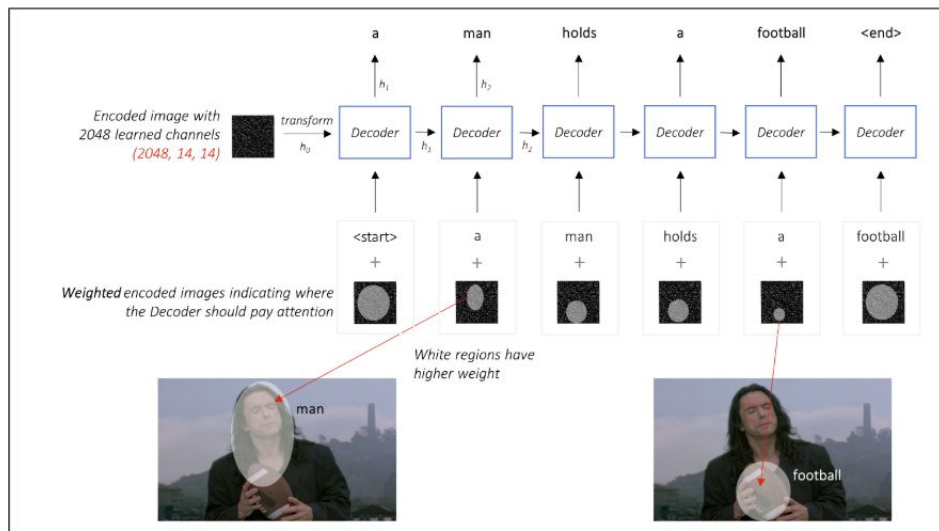 a man holds a football <end>
h₁ h₂
Encoded image with
2048 learned channels
(2048, 14, 14)
transform
h₀
Decoder Decoder Decoder Decoder Decoder Decoder
h₁ h₂
<start> a man holds a football
+ + + + + +
Weighted encoded images indicating where
the Decoder should pay attention
White regions have
higher weight
man
football